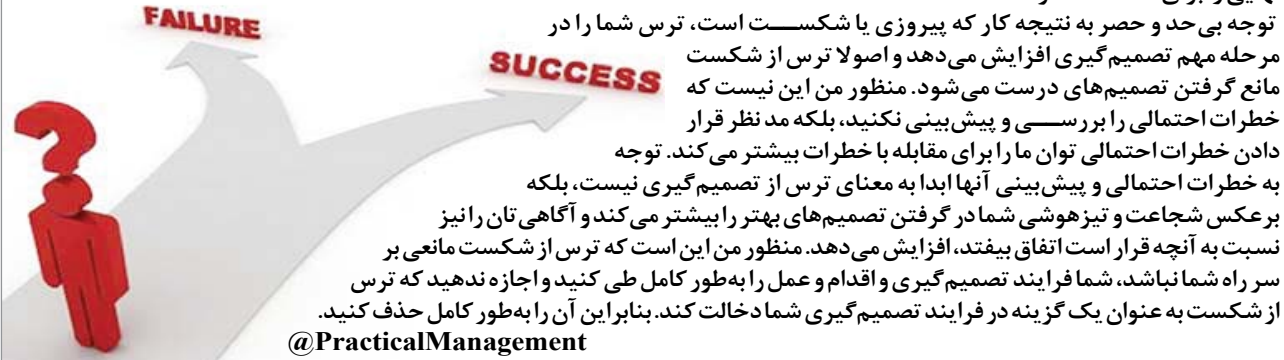 توجه بی‌حد و حصر به نتیجه کار که پیروزی یا شکست است، ترس شما را در
مرحله مهم تصمیم‌گیری افزایش می‌دهد و اصولا ترس از شکست
مانع گرفتن تصمیم‌های درست می‌شود. منظور من این نیست که
خطرات احتمالی را بررسی و پیش‌بینی نکنید، بلکه مد نظر قرار
دادن خطرات احتمالی توان ما را برای مقابله با خطرات بیشتر می‌کند. توجه
به خطرات احتمالی و پیش‌بینی آنها ابدا به معنای ترس از تصمیم‌گیری نیست، بلکه
برعکس شجاعت و تیزهوشی شما در گرفتن تصمیم‌های بهتر را بیشتر می‌کند و آگاهی‌تان را نیز
نسبت به آنچه قرار است اتفاق بیفتد، افزایش می‌دهد. منظور من این است که ترس از شکست مانعی بر
سر راه شما نباشد، شما فرایند تصمیم‌گیری و اقدام و عمل را به‌طور کامل طی کنید و اجازه ندهید که ترس
از شکست به عنوان یک گزینه در فرایند تصمیم‌گیری شما دخالت کند. بنابراین آن را به‌طور کامل حذف کنید.
@PracticalManagement
FAILURE
SUCCESS
?